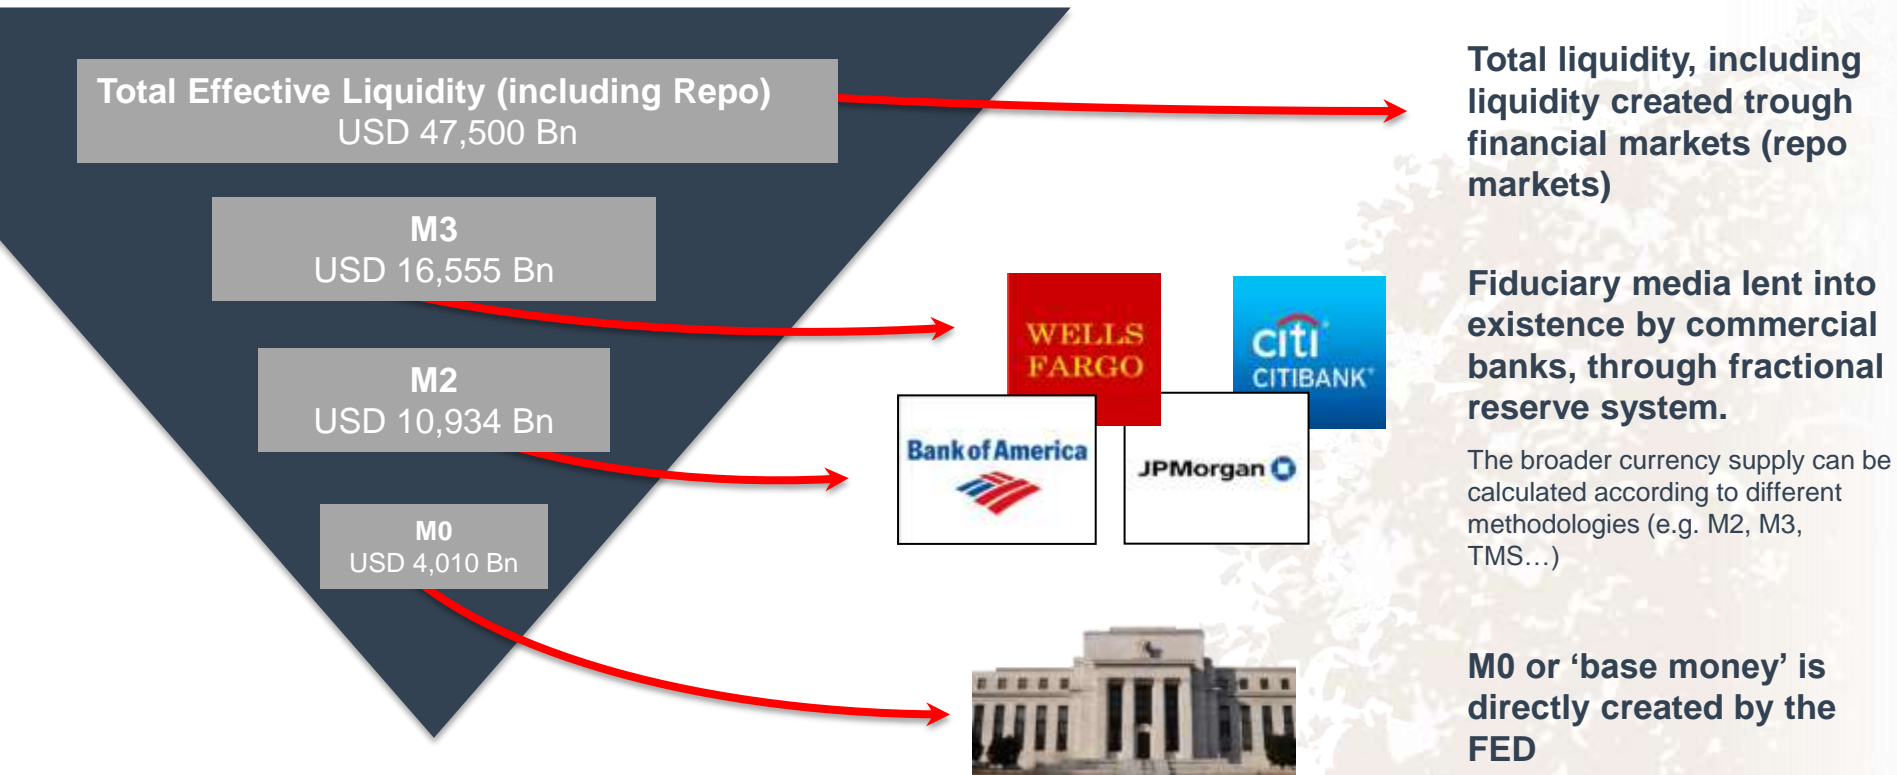 Total Effective Liquidity (including Repo)
USD 47,500 Bn
M3
USD 16,555 Bn
M2
USD 10,934 Bn
M0
USD 4,010 Bn
WELLS
FARGO
citi
CITIBANK
Bank of America
JPMorgan
Total liquidity, including
liquidity created trough
financial markets (repo
markets)
Fiduciary media lent into
existence by commercial
banks, through fractional
reserve system.
The broader currency supply can be
calculated according to different
methodologies (e.g. M2, M3,
TMS…)
M0 or ‘base money’ is
directly created by the
FED